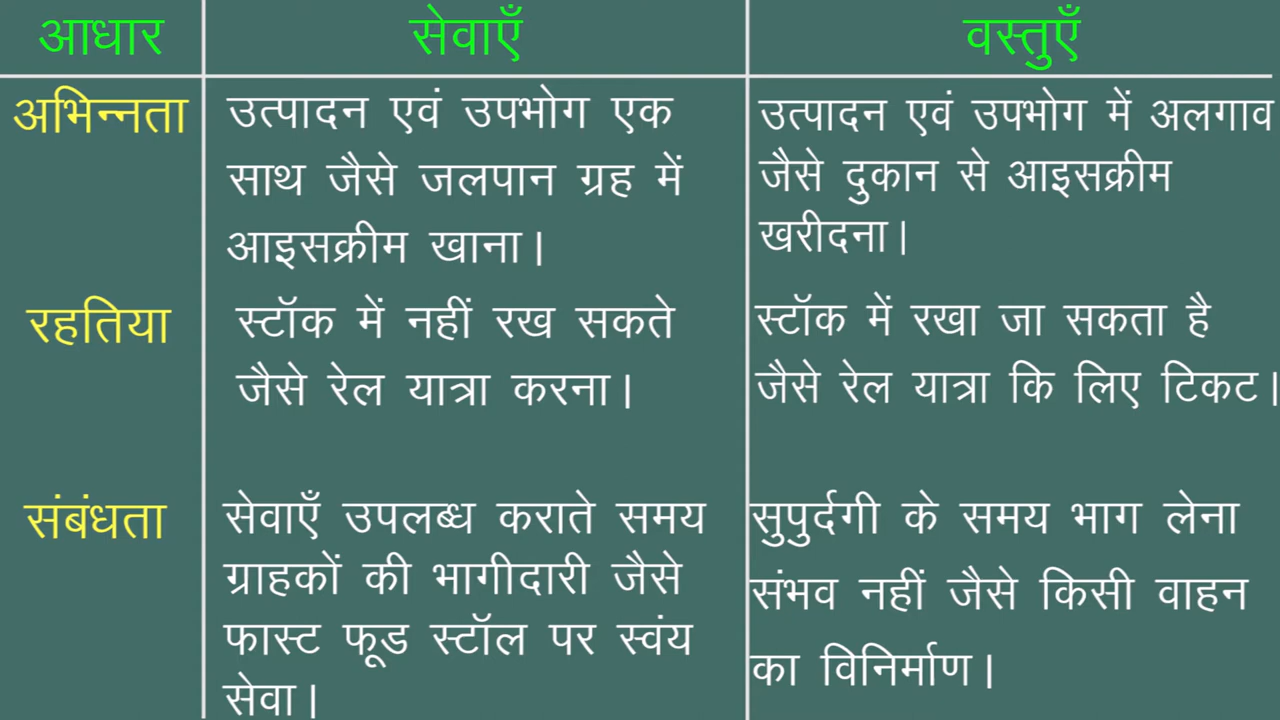 आधार सेवाएँ वस्तुएँ
अभिन्नता
उत्पादन एवं उपभोग एक
साथ जैसे जलपान ग्रह में
आइसक्रीम खाना।
उत्पादन एवं उपभोग में अलगाव
जैसे दुकान से आइसक्रीम
खरीदना।
रहतिया
स्टॉक में नहीं रख सकते
जैसे रेल यात्रा करना।
स्टॉक में रखा जा सकता है
जैसे रेल यात्रा कि लिए टिकट।
संबंधता
सेवाएँ उपलब्ध कराते समय
ग्राहकों की भागीदारी जैसे
फास्ट फूड स्टॉल पर स्वंय
सेवा।
सुपुर्दगी के समय भाग लेना
संभव नहीं जैसे किसी वाहन
का विनिर्माण।